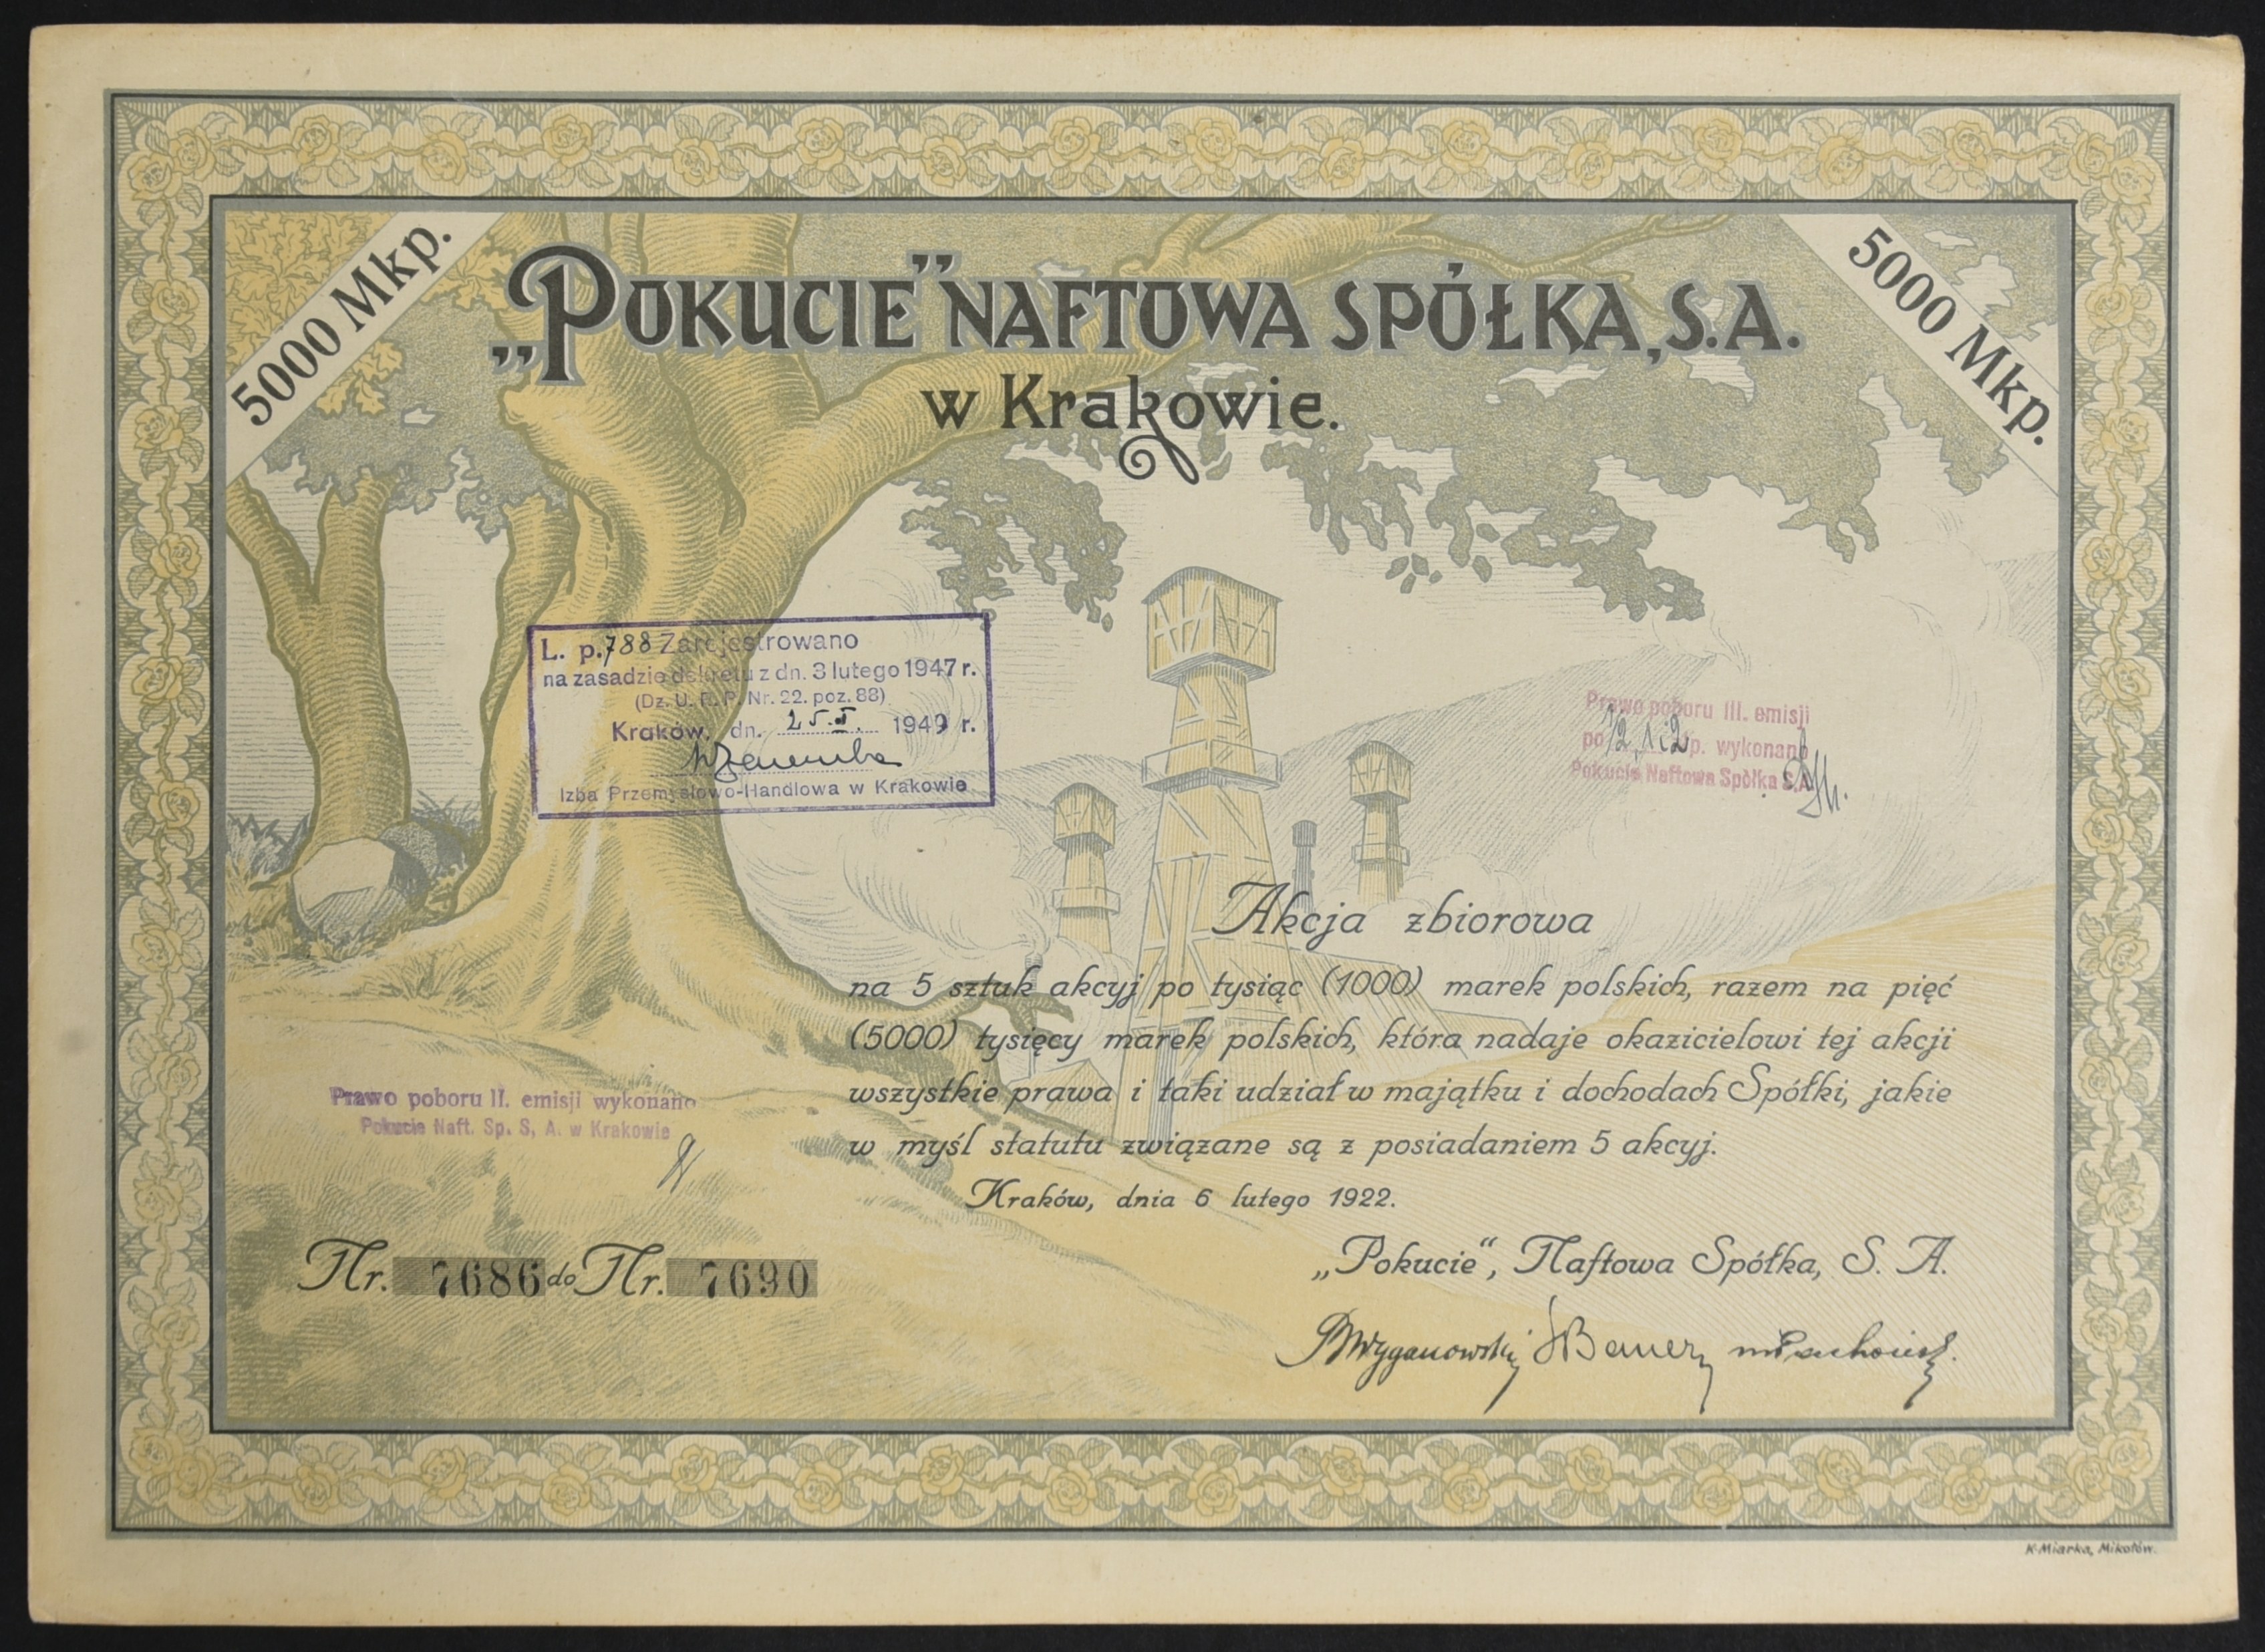 5000 Mkp.
5000 Mkp.
„POKUCIE" NAFTOWA SPÓŁKA, S.A.
w Krakowie.
L. p. 788 Zarejestrowano
na zasadzie dekretu z dn. 3 lutego 1947 r.
(Dz. U. R. P. Nr. 22. poz. 88)
Kraków, dn. 25.I. 1949 r.
Izba Przemysłowo-Handlowa w Krakowie
Prawo poboru III. emisji
po wykonano
Pokucie Naftowa Spółka S.A.
Akcja zbiorowa
na 5 sztuk akcyj po tysiąc (1000) marek polskich, razem na pięć
(5000) tysięcy marek polskich, która nadaje okazicielowi tej akcji
wszystkie prawa i taki udział w majątku i dochodach Spółki, jakie
w myśl statutu związane są z posiadaniem 5 akcyj.
Kraków, dnia 6 lutego 1922.
Prawo poboru II. emisji wykonano
Pokucie Naft. Sp. S, A. w Krakowie
Nr. 7686 do Nr. 7690
„Pokucie", Naftowa Spółka, S. A.
K. Miarka, Mikołów.